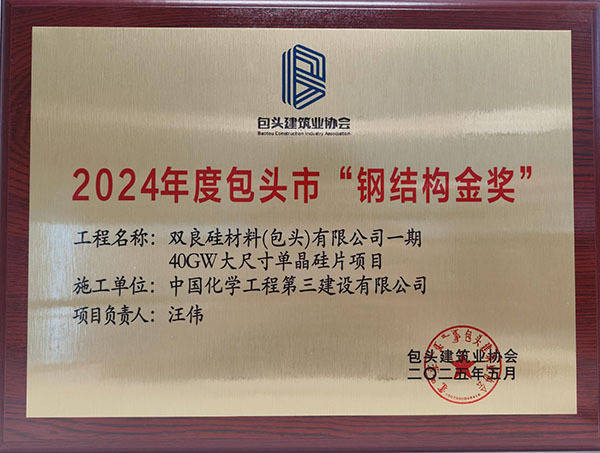 包头建筑业协会
Baotou Construction Industry Association
2024年度包头市“钢结构金奖”
工程名称：双良硅材料(包头)有限公司一期
40GW大尺寸单晶硅片项目
施工单位：中国化学工程第三建设有限公司
项目负责人：汪伟
包头建筑业协会
二〇二五年五月